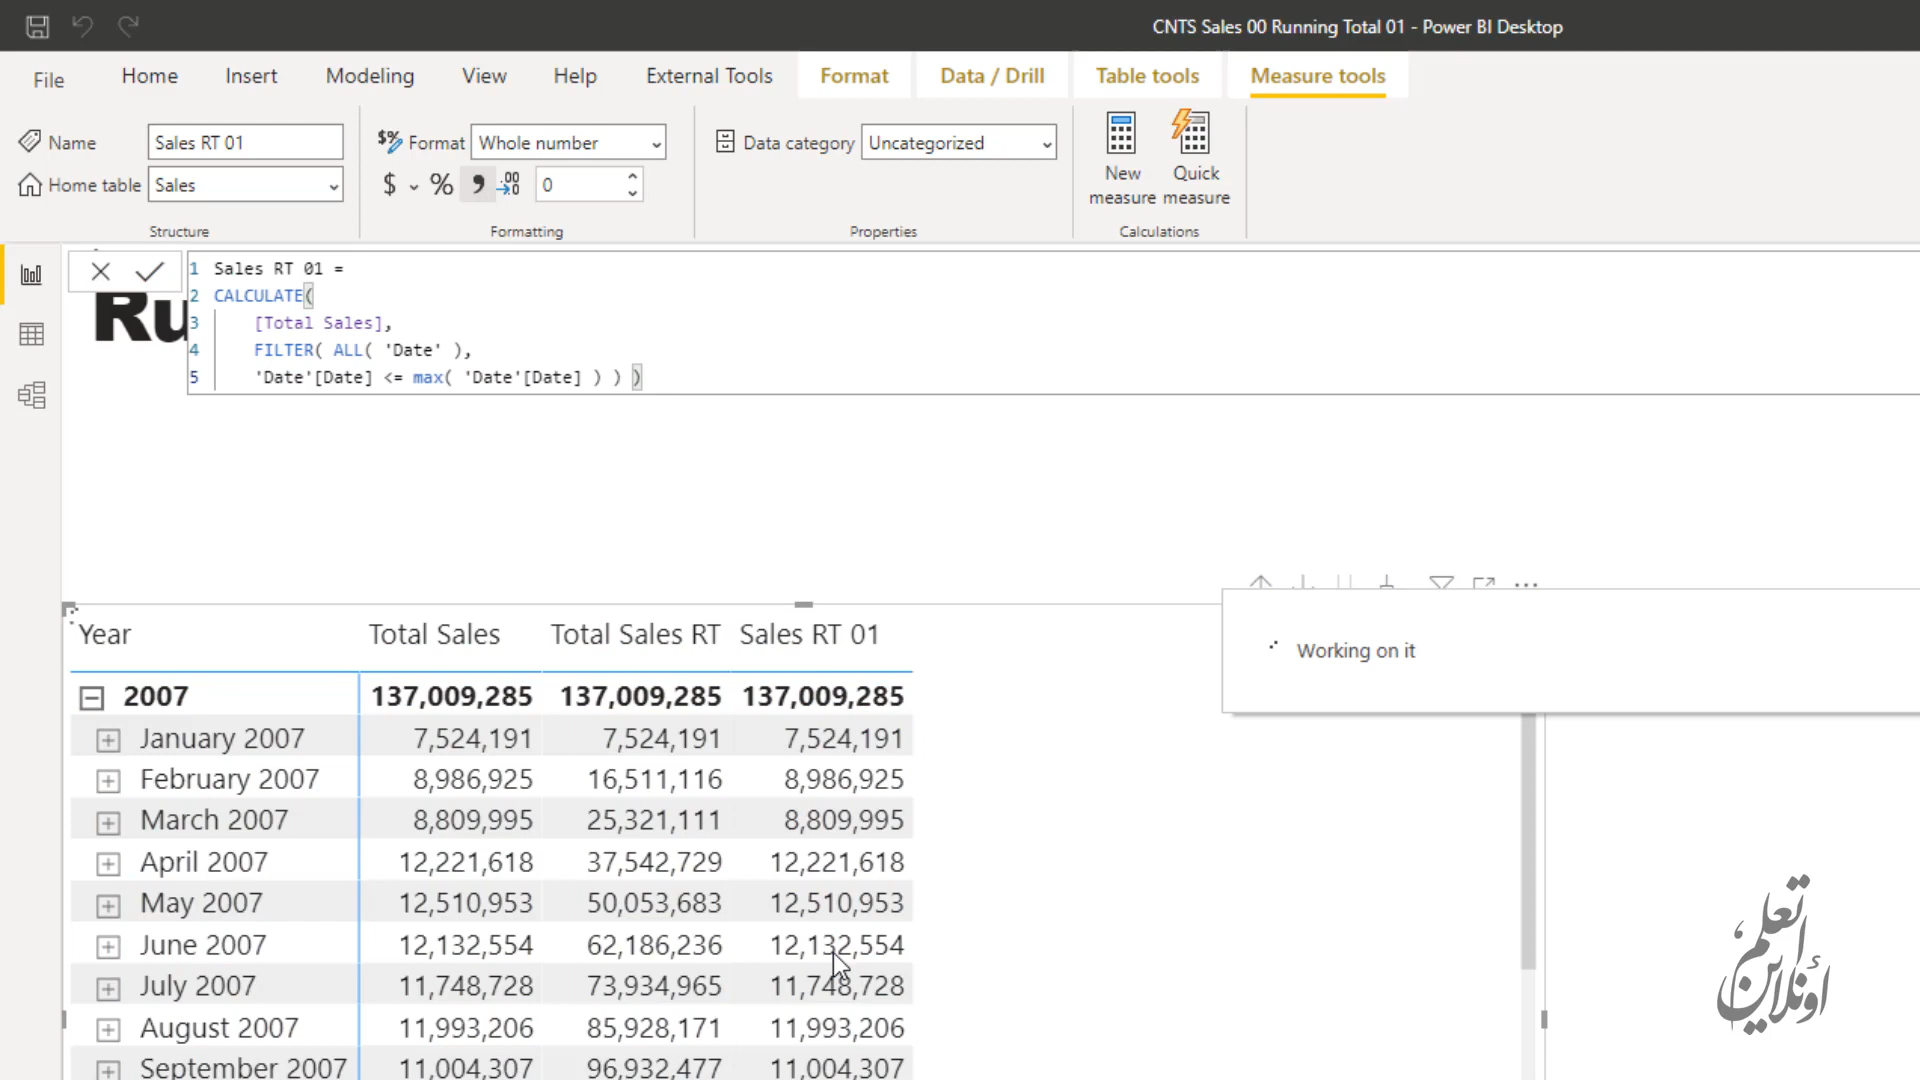 CNTS Sales 00 Running Total 01 - Power BI Desktop
File Home Insert Modeling View Help External Tools Format Data / Drill Table tools Measure tools
Name Sales RT 01
Home table Sales
Structure
Format Whole number
$ % 9 .00 0
Formatting
Data category Uncategorized
Properties
New measure
Quick measure
Calculations
Ru
1 Sales RT 01 =
2 CALCULATE(
3 [Total Sales],
4 FILTER( ALL( 'Date' ),
5 'Date'[Date] <= max( 'Date'[Date] ) ) )
Working on it
Year Total Sales Total Sales RT Sales RT 01
2007 137,009,285 137,009,285 137,009,285
January 2007 7,524,191 7,524,191 7,524,191
February 2007 8,986,925 16,511,116 8,986,925
March 2007 8,809,995 25,321,111 8,809,995
April 2007 12,221,618 37,542,729 12,221,618
May 2007 12,510,953 50,053,683 12,510,953
June 2007 12,132,554 62,186,236 12,132,554
July 2007 11,748,728 73,934,965 11,748,728
August 2007 11,993,206 85,928,171 11,993,206
September 2007 11,004,307 96,932,477 11,004,307
اتعلم
أونلاين